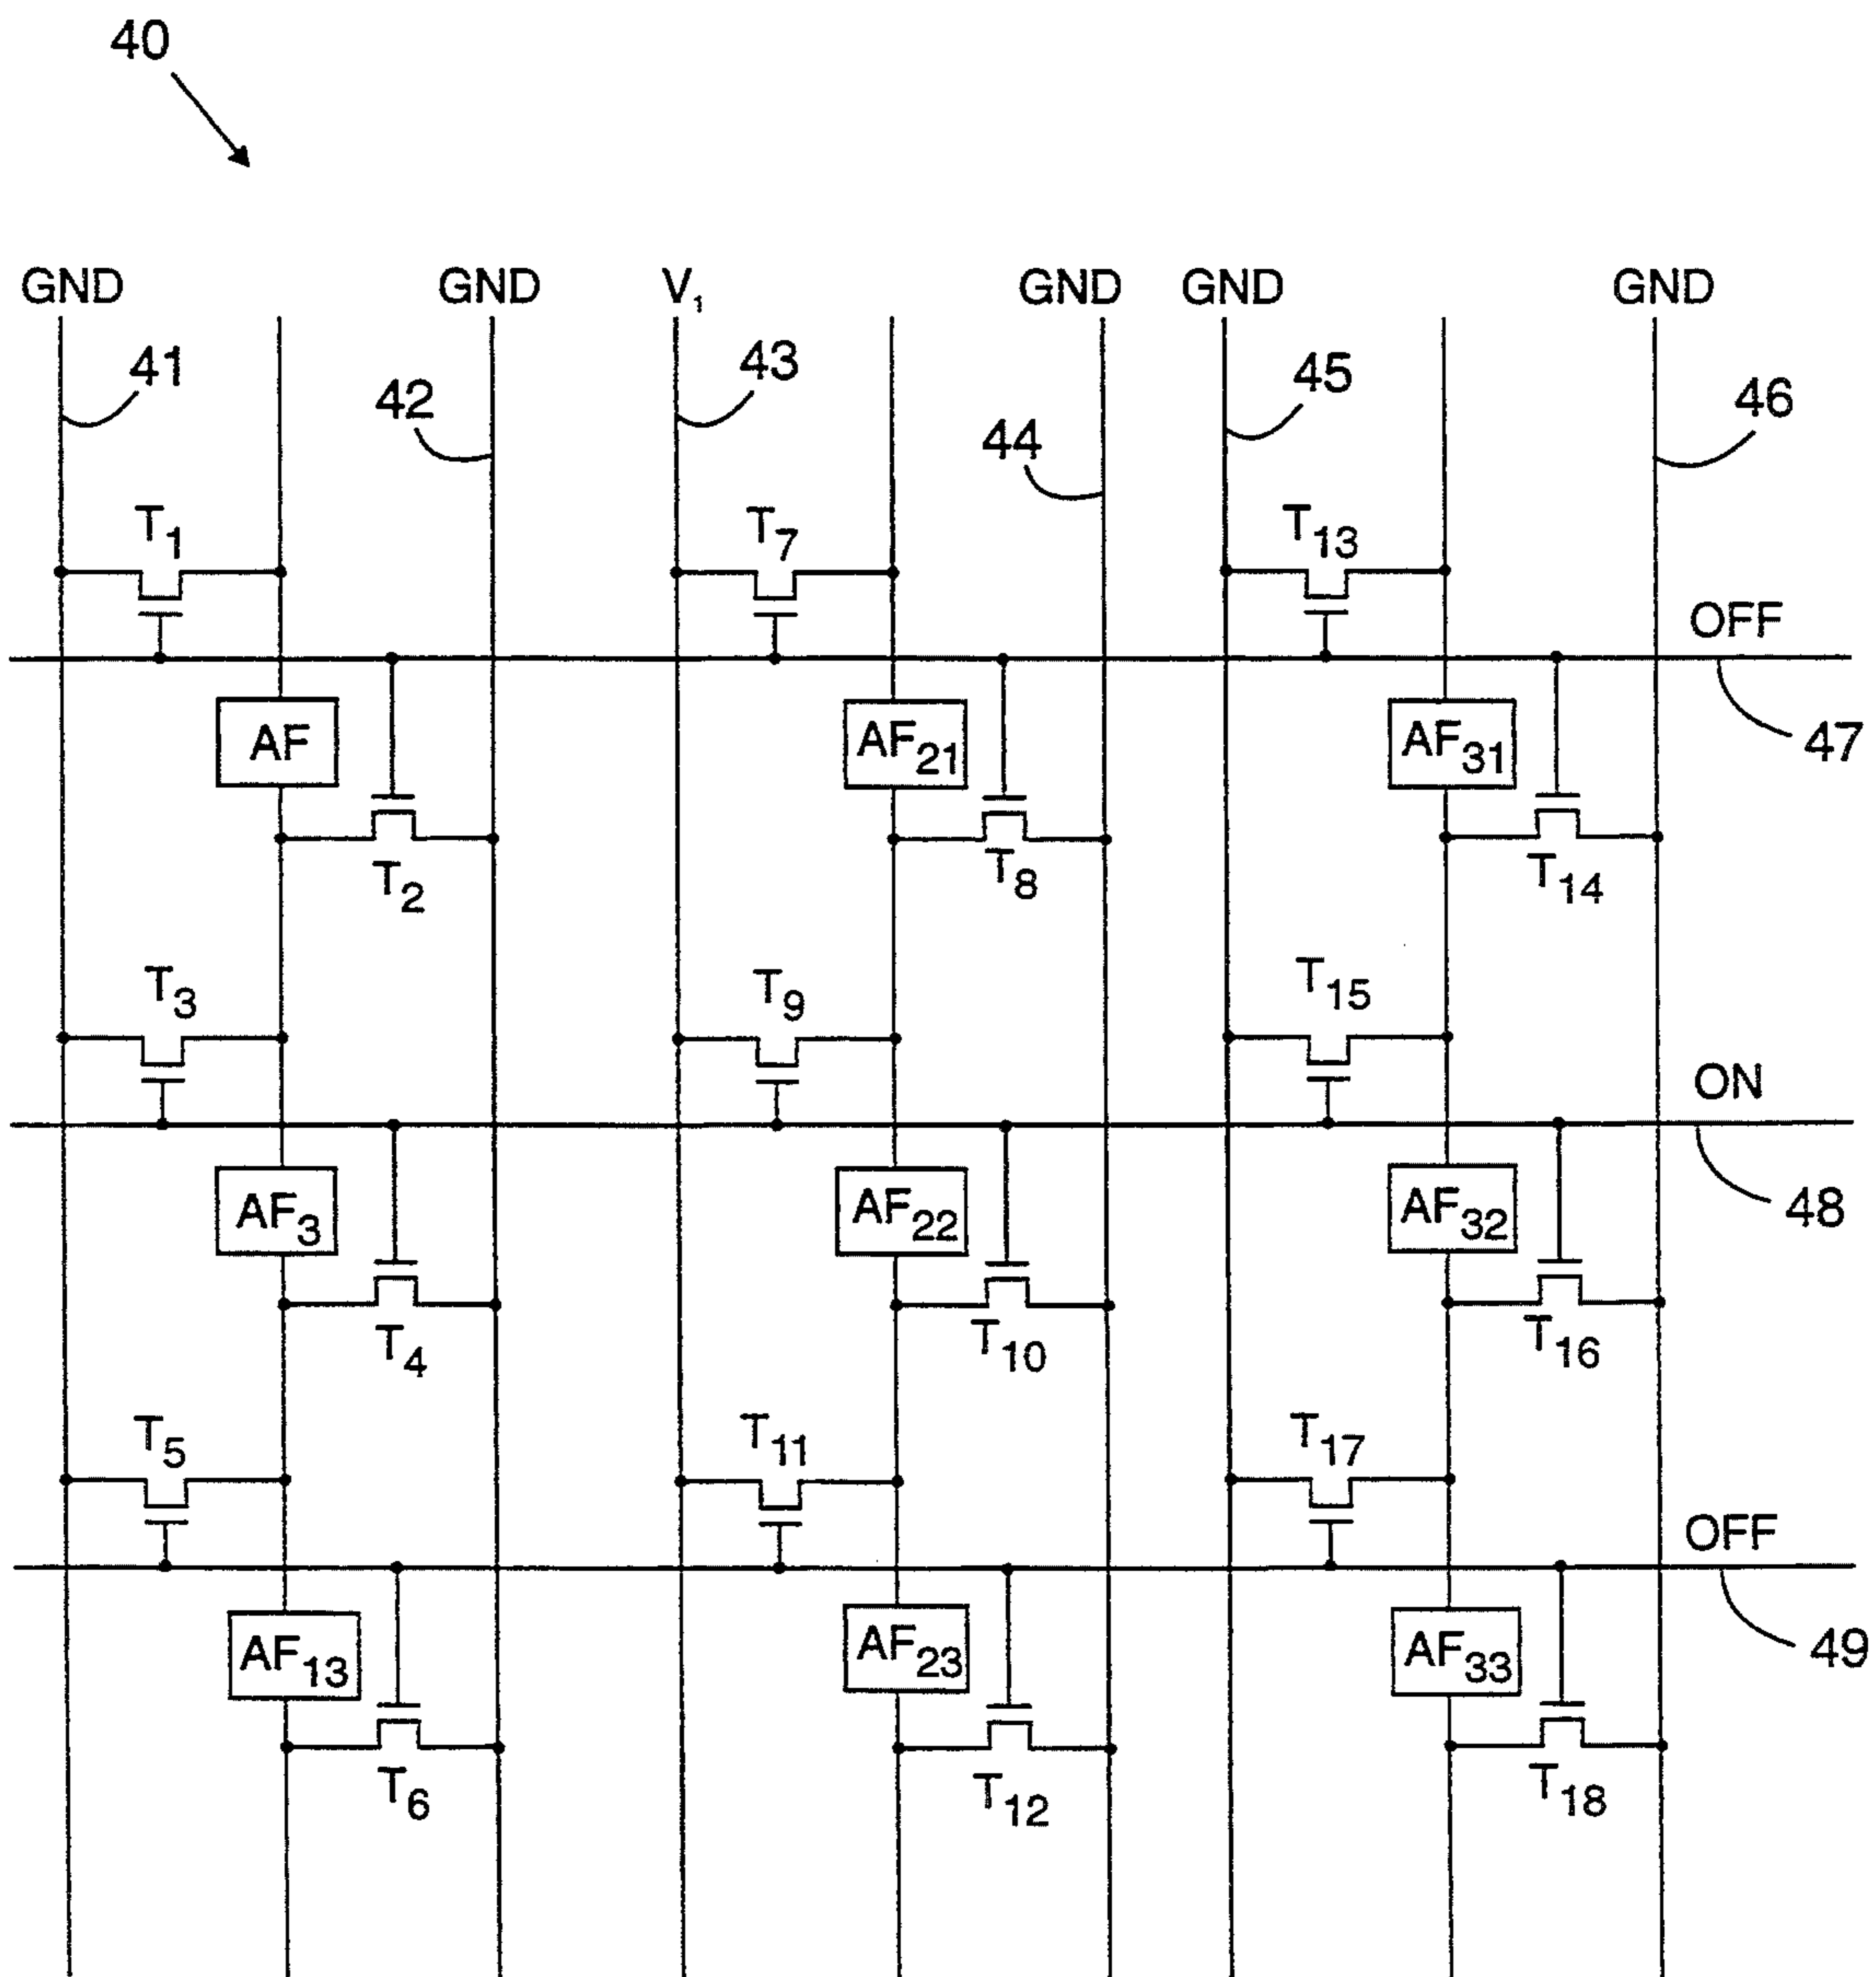 40
GND GND V₁ GND GND GND
41 42 43 44 45 46
T₁ T₇ T₁₃
OFF
47
AF AF₂₁ AF₃₁
T₂ T₈ T₁₄
T₃ T₉ T₁₅
ON
48
AF₃ AF₂₂ AF₃₂
T₄ T₁₀ T₁₆
T₅ T₁₁ T₁₇
OFF
49
AF₁₃ AF₂₃ AF₃₃
T₆ T₁₂ T₁₈